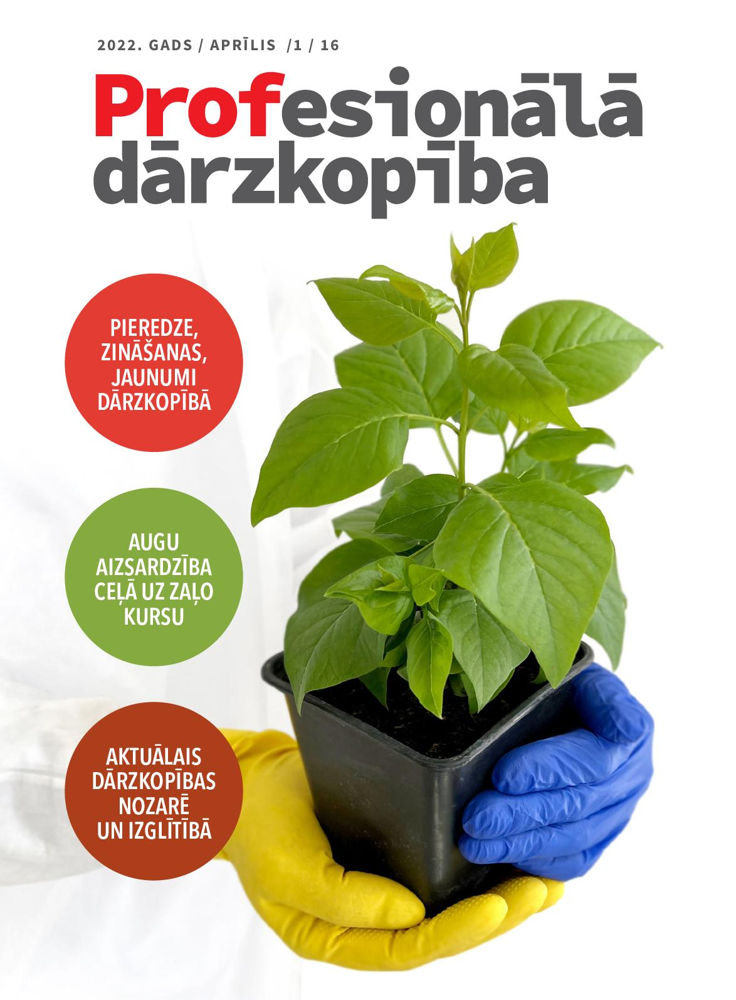 2022. GADS / APRĪLIS /1 / 16
Profesionālā
dārzkopība
PIEREDZE,
ZINĀŠANAS,
JAUNUMI
DĀRZKOPĪBĀ
AUGU
AIZSARDZĪBA
CEĻĀ UZ ZAĻO
KURSU
AKTUĀLAIS
DĀRZKOPĪBAS
NOZARĒ
UN IZGLĪTĪBĀ